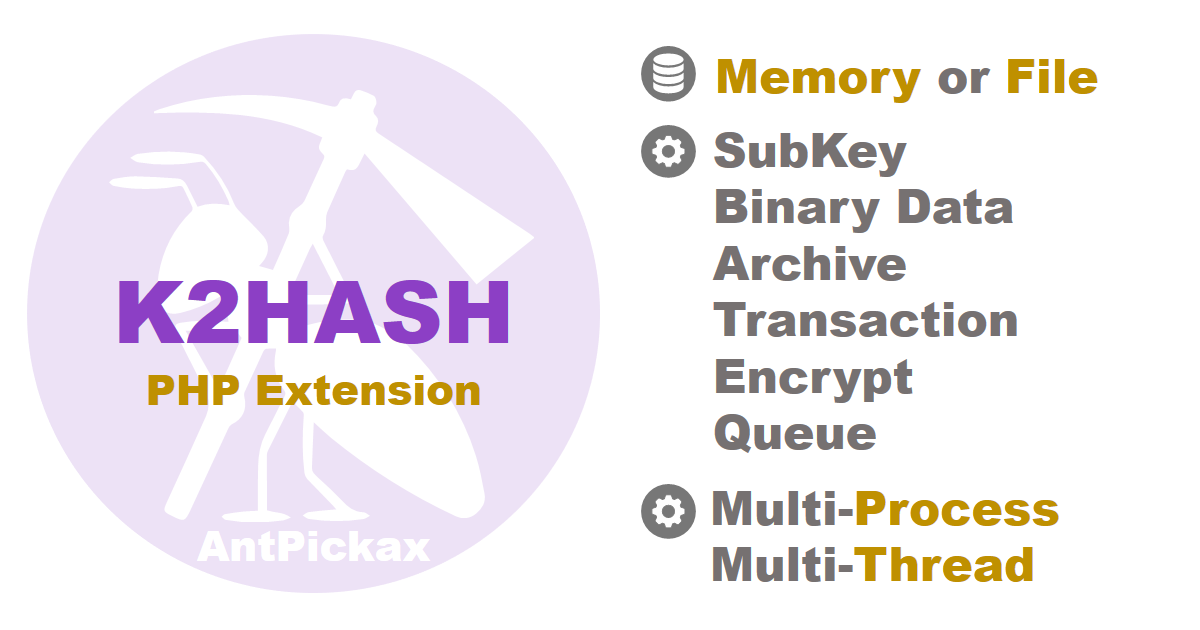 K2HASH
PHP Extension
AntPickax
Memory or File
SubKey
Binary Data
Archive
Transaction
Encrypt
Queue
Multi-Process
Multi-Thread